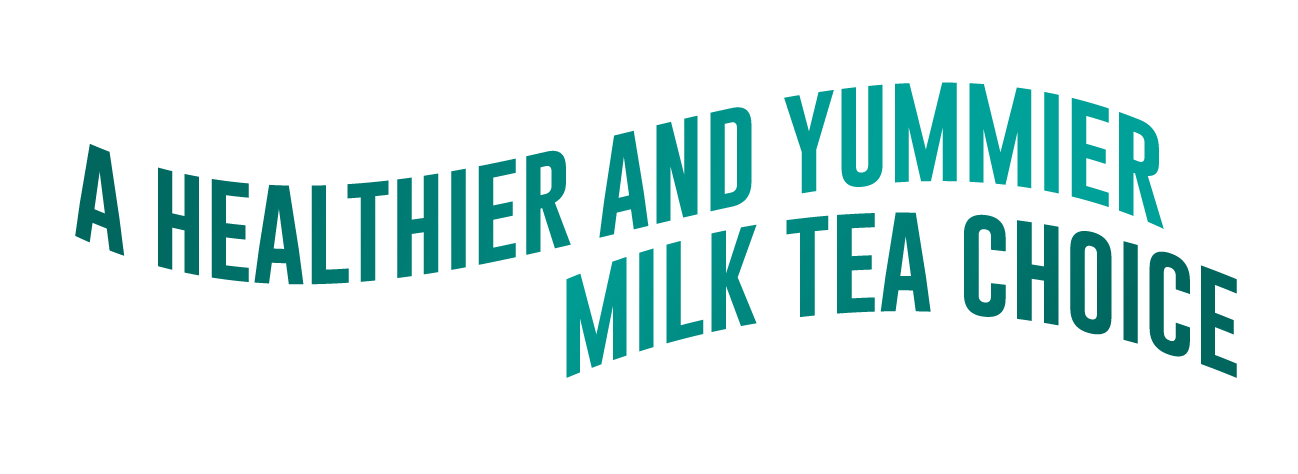 A HEALTHIER AND YUMMIER
MILK TEA CHOICE